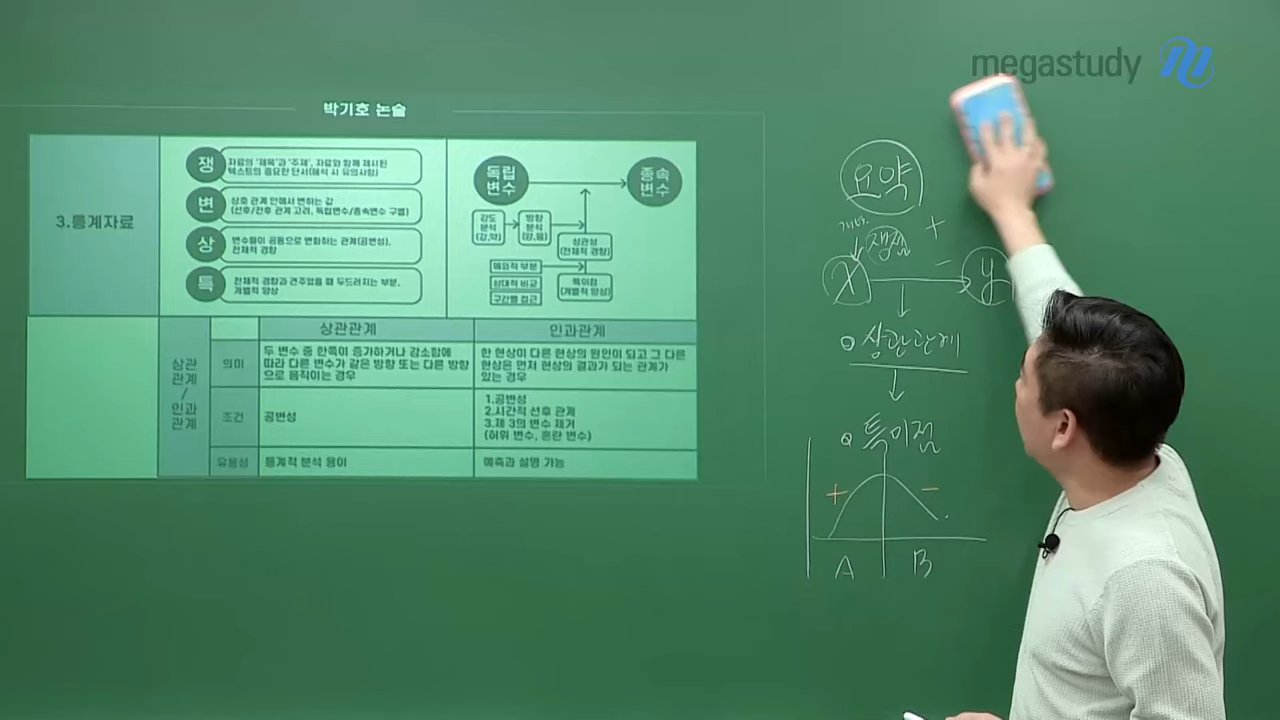 megastudy
박기호 논술
3.통계자료
쟁
자료의 '제목'과 '주제', 자료와 함께 제시된
텍스트의 중요한 단서(해석 시 유의사항)
변
상호 관계 안에서 변하는 값
(선후/전후 관계 고려, 독립변수/종속변수 구별)
상
변수들이 공통으로 변화하는 관계(공변성),
전체적 경향
특
전체적 경향과 견주었을 때 두드러지는 부분,
개별적 양상
독립
변수
종속
변수
강도
분석
(강,약)
방향
분석
(양,음)
상관성
(전체적 경향)
예외적 부분
상대적 비교
구간별 접근
특이점
(개별적 양상)
상관
관계
/
인과
관계
상관관계
인과관계
의미
두 변수 중 한쪽이 증가하거나 감소함에
따라 다른 변수가 같은 방향 또는 다른 방향
으로 움직이는 경우
한 현상이 다른 현상의 원인이 되고 그 다른
현상은 먼저 현상의 결과가 되는 관계가
있는 경우
조건
공변성
1.공변성
2.시간적 선후 관계
3.제 3의 변수 제거
(허위 변수, 혼란 변수)
유용성
통계적 분석 용이
예측과 설명 가능
요약
쟁점
+
-
X
y
상관관계
특이점
+
-
A
B